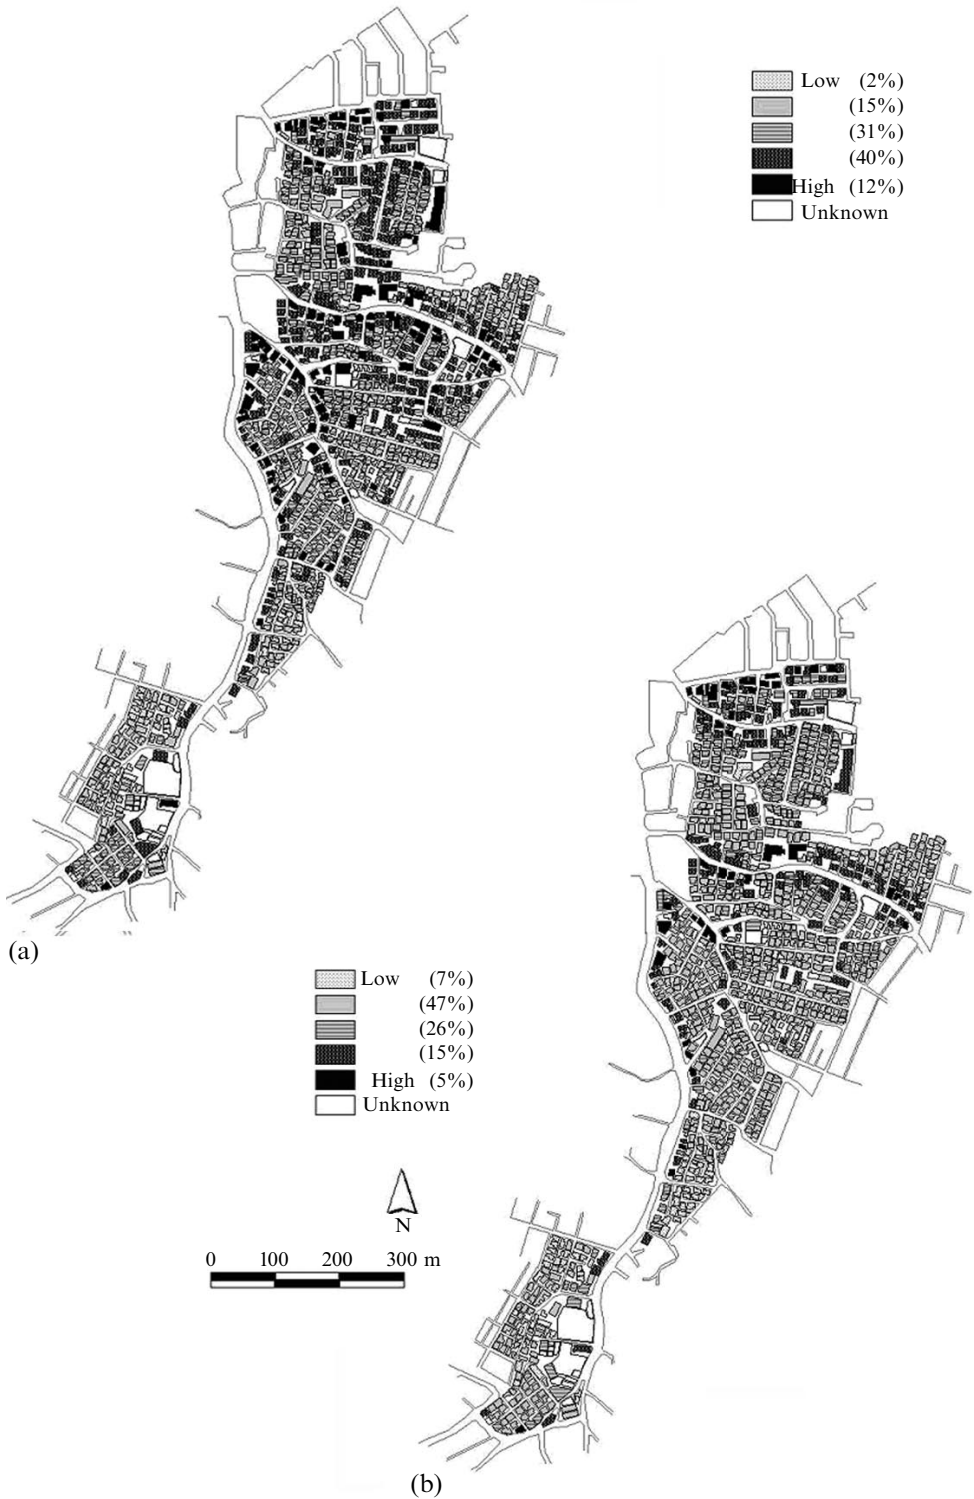 Low (2%)
(15%)
(31%)
(40%)
High (12%)
Unknown
(a)
Low (7%)
(47%)
(26%)
(15%)
High (5%)
Unknown
N
0 100 200 300 m
(b)